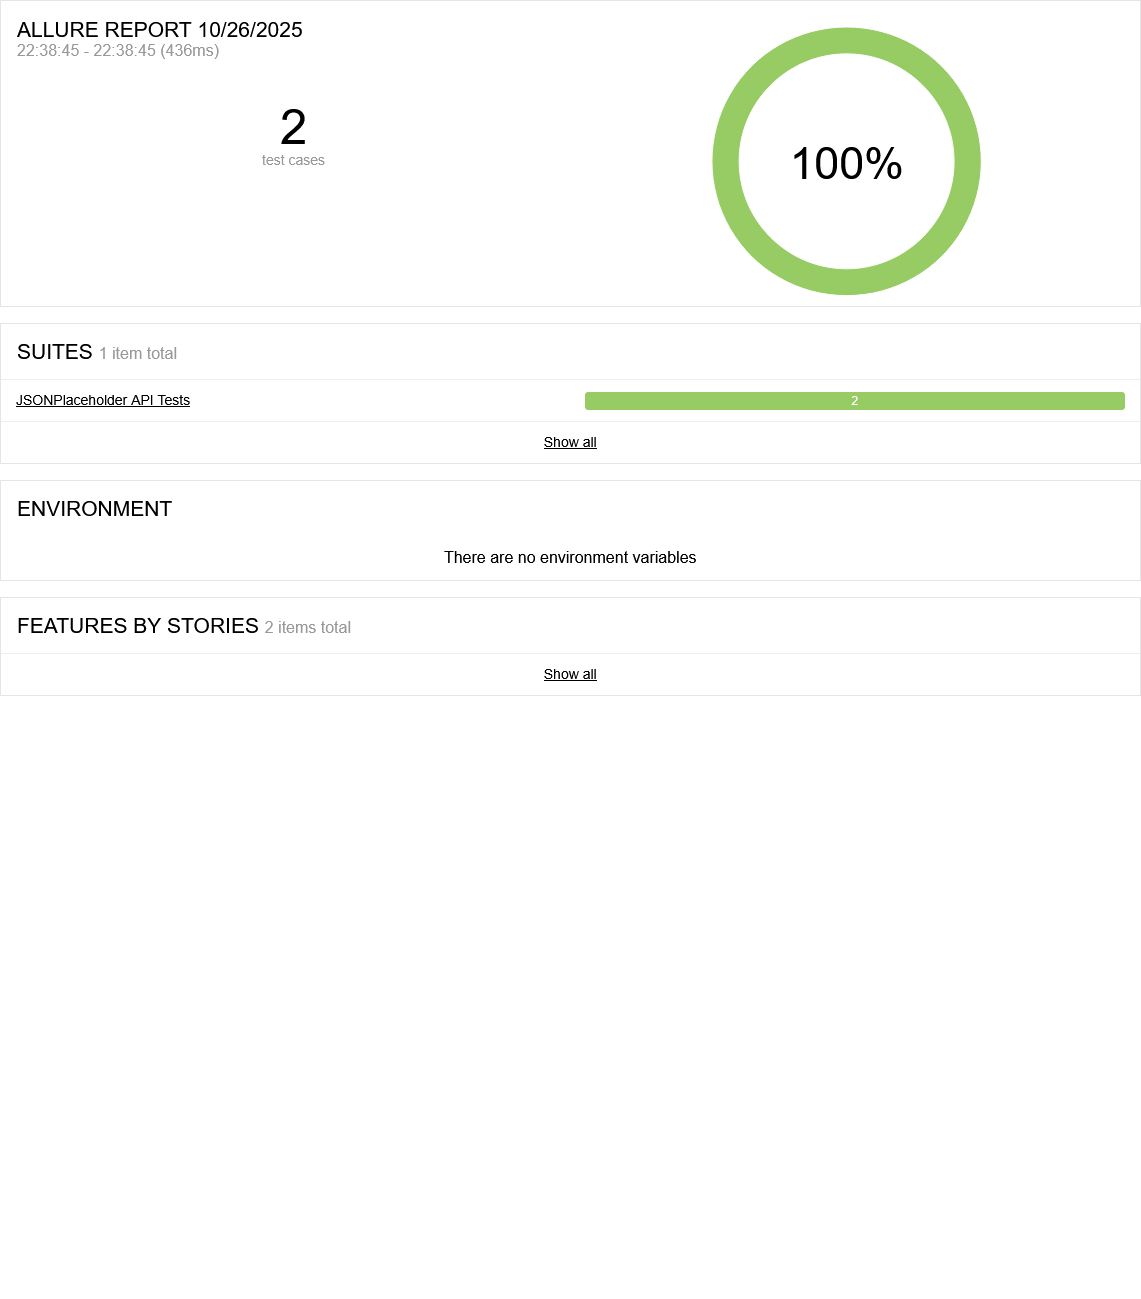 ALLURE REPORT 10/26/2025
22:38:45 - 22:38:45 (436ms)
2
test cases
100%
SUITES 1 item total
JSONPlaceholder API Tests 2
Show all
ENVIRONMENT
There are no environment variables
FEATURES BY STORIES 2 items total
Show all